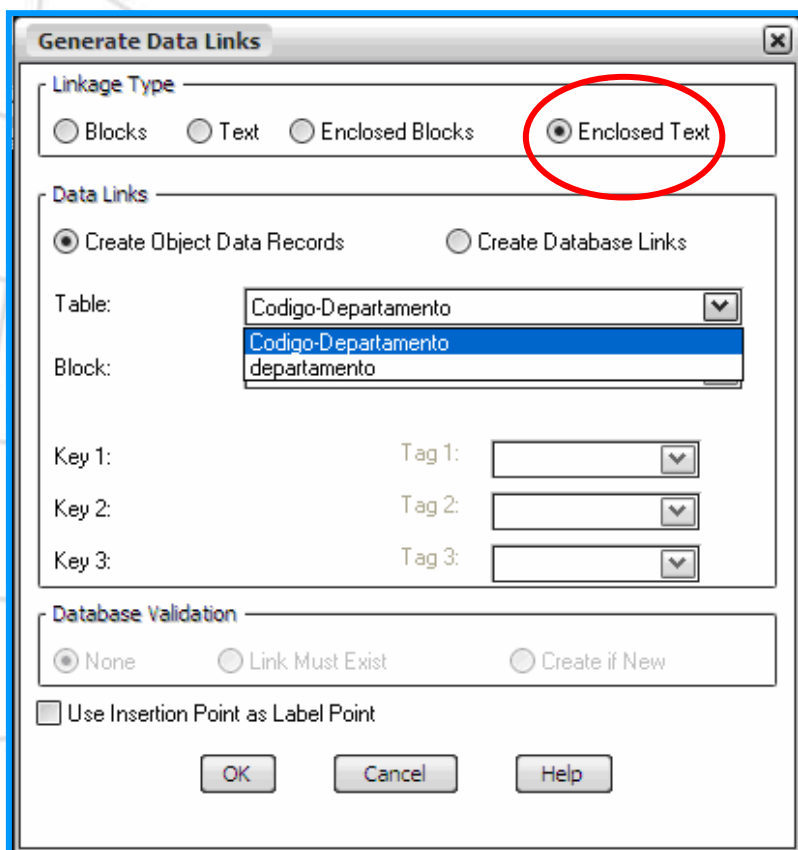 Generate Data Links
Linkage Type
Blocks Text Enclosed Blocks Enclosed Text
Data Links
Create Object Data Records Create Database Links
Table: Codigo-Departamento
Codigo-Departamento
departamento
Block:
Key 1: Tag 1:
Key 2: Tag 2:
Key 3: Tag 3:
Database Validation
None Link Must Exist Create if New
Use Insertion Point as Label Point
OK Cancel Help